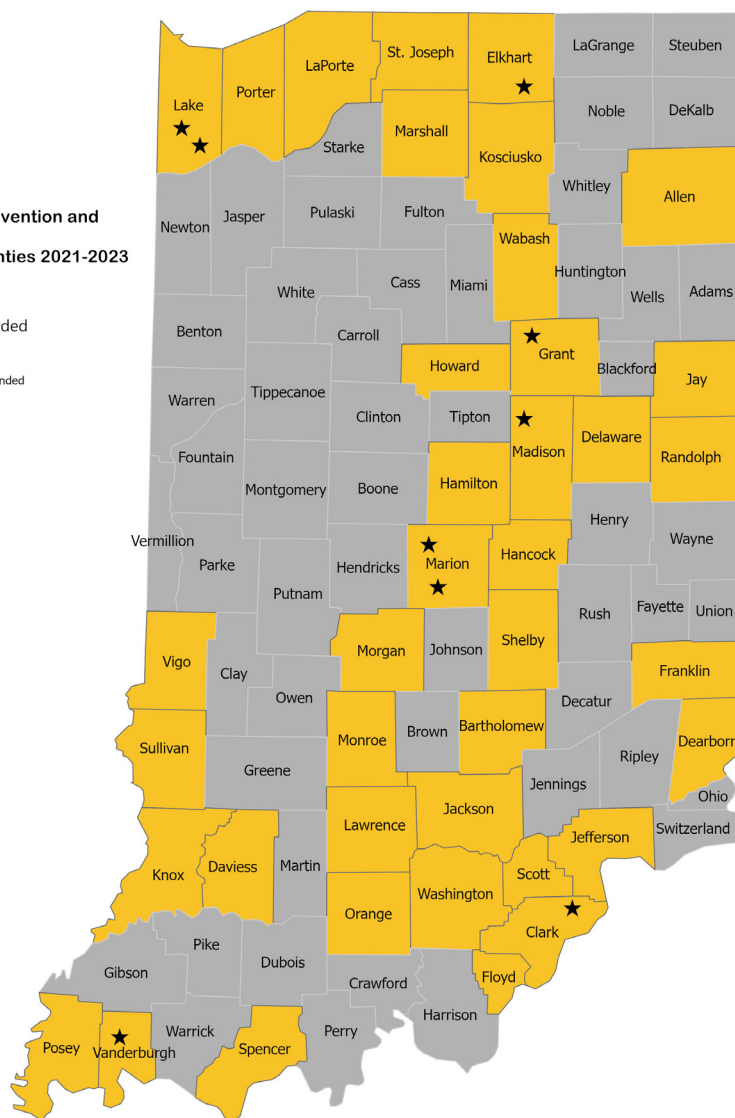 LaGrange
Steuben
St. Joseph
Elkhart
LaPorte
Porter
Lake
Noble
DeKalb
Marshall
Starke
Kosciusko
Whitley
Allen
vention and
Newton
Jasper
Pulaski
Fulton
Wabash
nties 2021-2023
Huntington
White
Cass
Miami
Wells
Adams
ded
Benton
Carroll
Grant
nded
Howard
Blackford
Jay
Warren
Tippecanoe
Clinton
Tipton
Delaware
Madison
Fountain
Randolph
Montgomery
Boone
Hamilton
Henry
Vermillion
Wayne
Hancock
Parke
Hendricks
Marion
Putnam
Rush
Fayette
Union
Vigo
Morgan
Johnson
Shelby
Clay
Franklin
Owen
Decatur
Sullivan
Monroe
Brown
Bartholomew
Dearborn
Ripley
Greene
Jennings
Ohio
Jackson
Lawrence
Switzerland
Jefferson
Knox
Daviess
Martin
Scott
Washington
Orange
Clark
Pike
Dubois
Gibson
Crawford
Floyd
Harrison
Posey
Vanderburgh
Warrick
Spencer
Perry